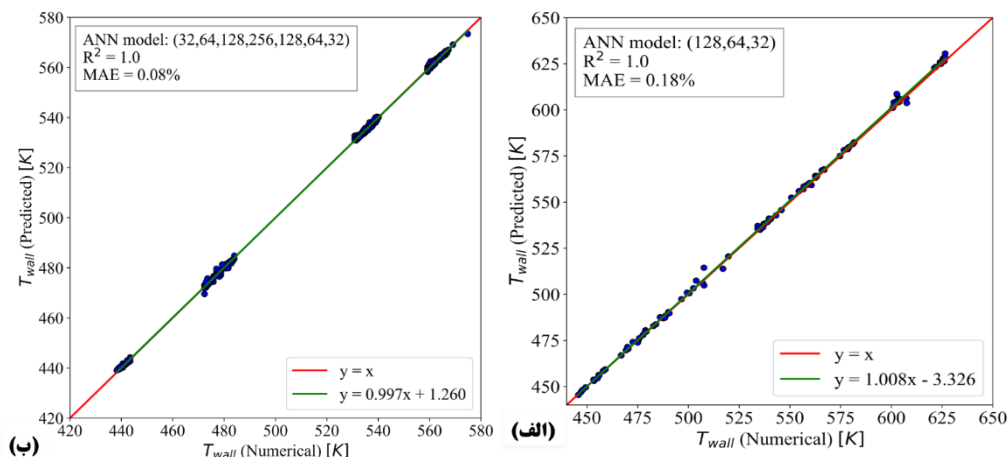 ANN model: (32,64,128,256,128,64,32)
R² = 1.0
MAE = 0.08%
580
560
540
520
500
480
460
440
420
T_wall (Predicted) [K]
y = x
y = 0.997x + 1.260
420 440 460 480 500 520 540 560 580
T_wall (Numerical) [K]
(ب)
ANN model: (128,64,32)
R² = 1.0
MAE = 0.18%
650
625
600
575
550
525
500
475
450
T_wall (Predicted) [K]
y = x
y = 1.008x - 3.326
450 475 500 525 550 575 600 625 650
T_wall (Numerical) [K]
(الف)